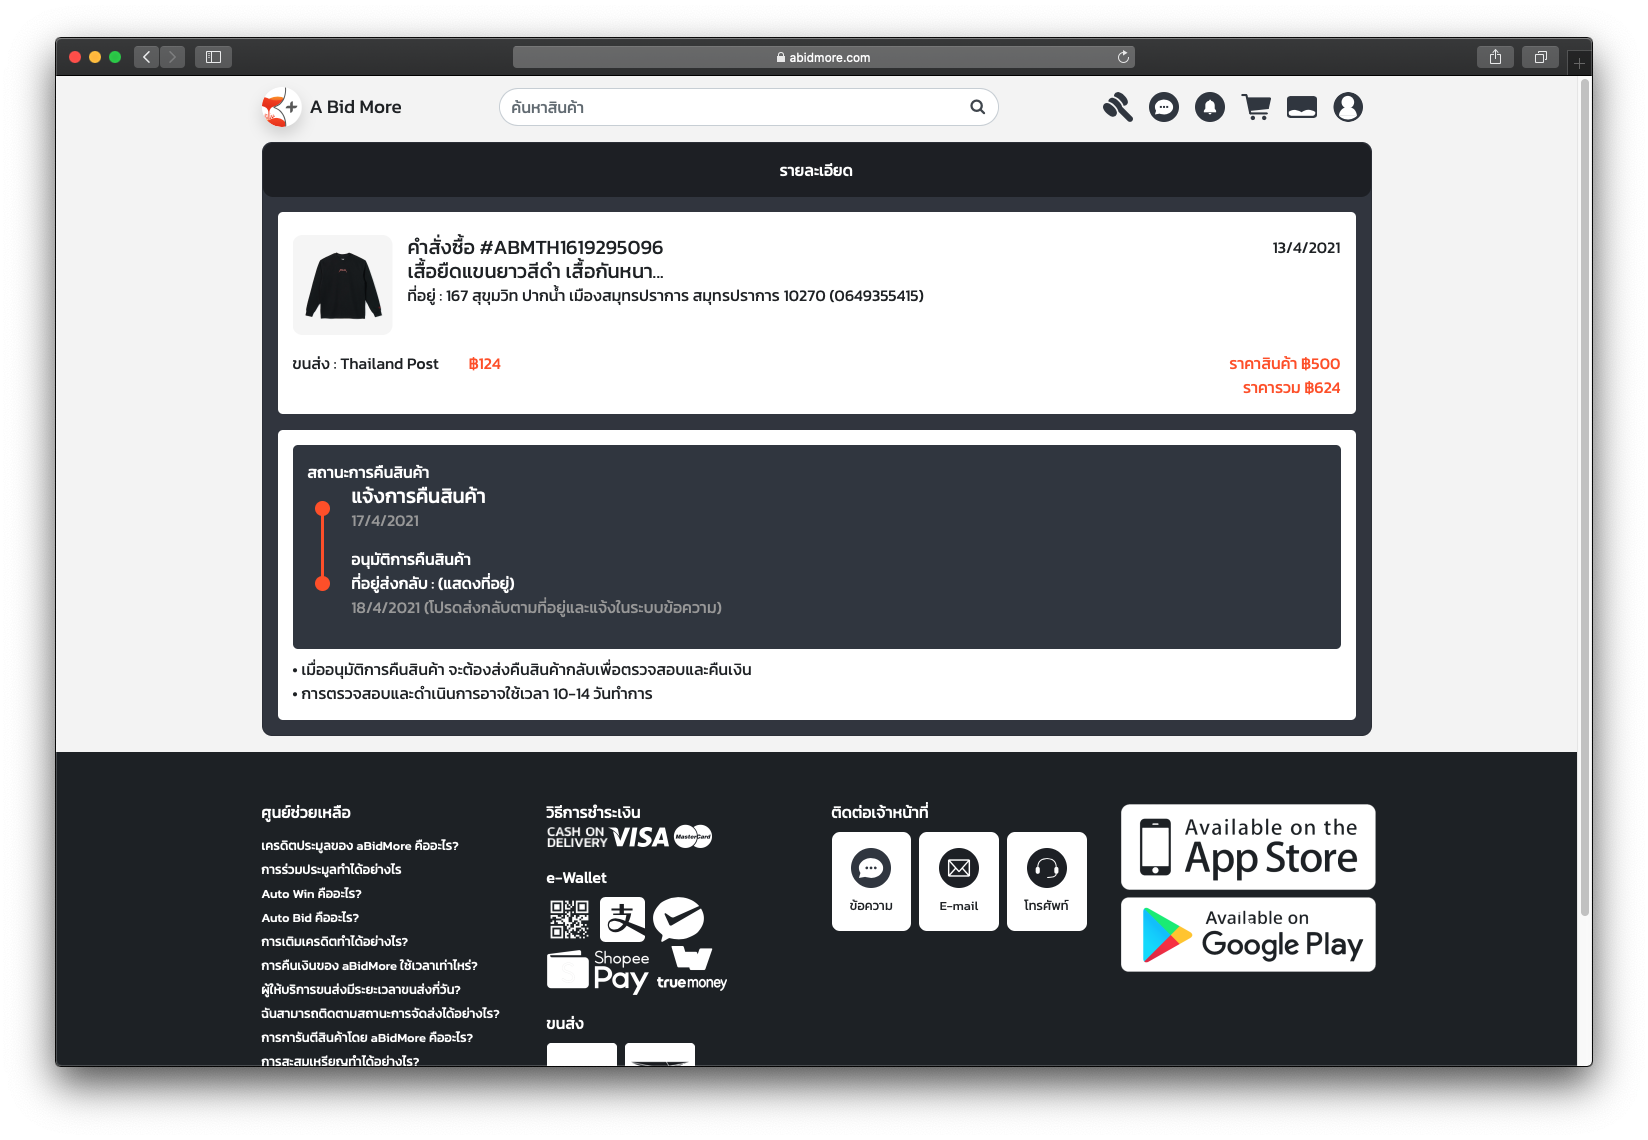 abidmore.com
A Bid More
ค้นหาสินค้า
รายละเอียด
คำสั่งซื้อ #ABMTH1619295096
13/4/2021
เสื้อยืดแขนยาวสีดำ เสื้อกันหนา...
ที่อยู่ : 167 สุขุมวิท ปากน้ำ เมืองสมุทรปราการ สมุทรปราการ 10270 (0649355415)
ขนส่ง : Thailand Post ฿124
ราคาสินค้า ฿500
ราคารวม ฿624
สถานะการคืนสินค้า
แจ้งการคืนสินค้า
17/4/2021
อนุมัติการคืนสินค้า
ที่อยู่ส่งกลับ : (แสดงที่อยู่)
18/4/2021 (โปรดส่งกลับตามที่อยู่และแจ้งในระบบข้อความ)
• เมื่ออนุมัติการคืนสินค้า จะต้องส่งคืนสินค้ากลับเพื่อตรวจสอบและคืนเงิน
• การตรวจสอบและดำเนินการอาจใช้เวลา 10-14 วันทำการ
ศูนย์ช่วยเหลือ
เครดิตประมูลของ aBidMore คืออะไร?
การร่วมประมูลทำได้อย่างไร
Auto Win คืออะไร?
Auto Bid คืออะไร?
การเติมเครดิตทำได้อย่างไร?
การคืนเงินของ aBidMore ใช้เวลาเท่าไหร่?
ผู้ให้บริการขนส่งมีระยะเวลาขนส่งกี่วัน?
ฉันสามารถติดตามสถานะการจัดส่งได้อย่างไร?
การการันตีสินค้าโดย aBidMore คืออะไร?
การสะสมเหรียญทำได้อย่างไร?
วิธีการชำระเงิน
CASH ON
DELIVERY
VISA
MasterCard
e-Wallet
支
Shopee
Pay
truemoney
ขนส่ง
ติดต่อเจ้าหน้าที่
ข้อความ
E-mail
โทรศัพท์
Available on the
App Store
Available on
Google Play